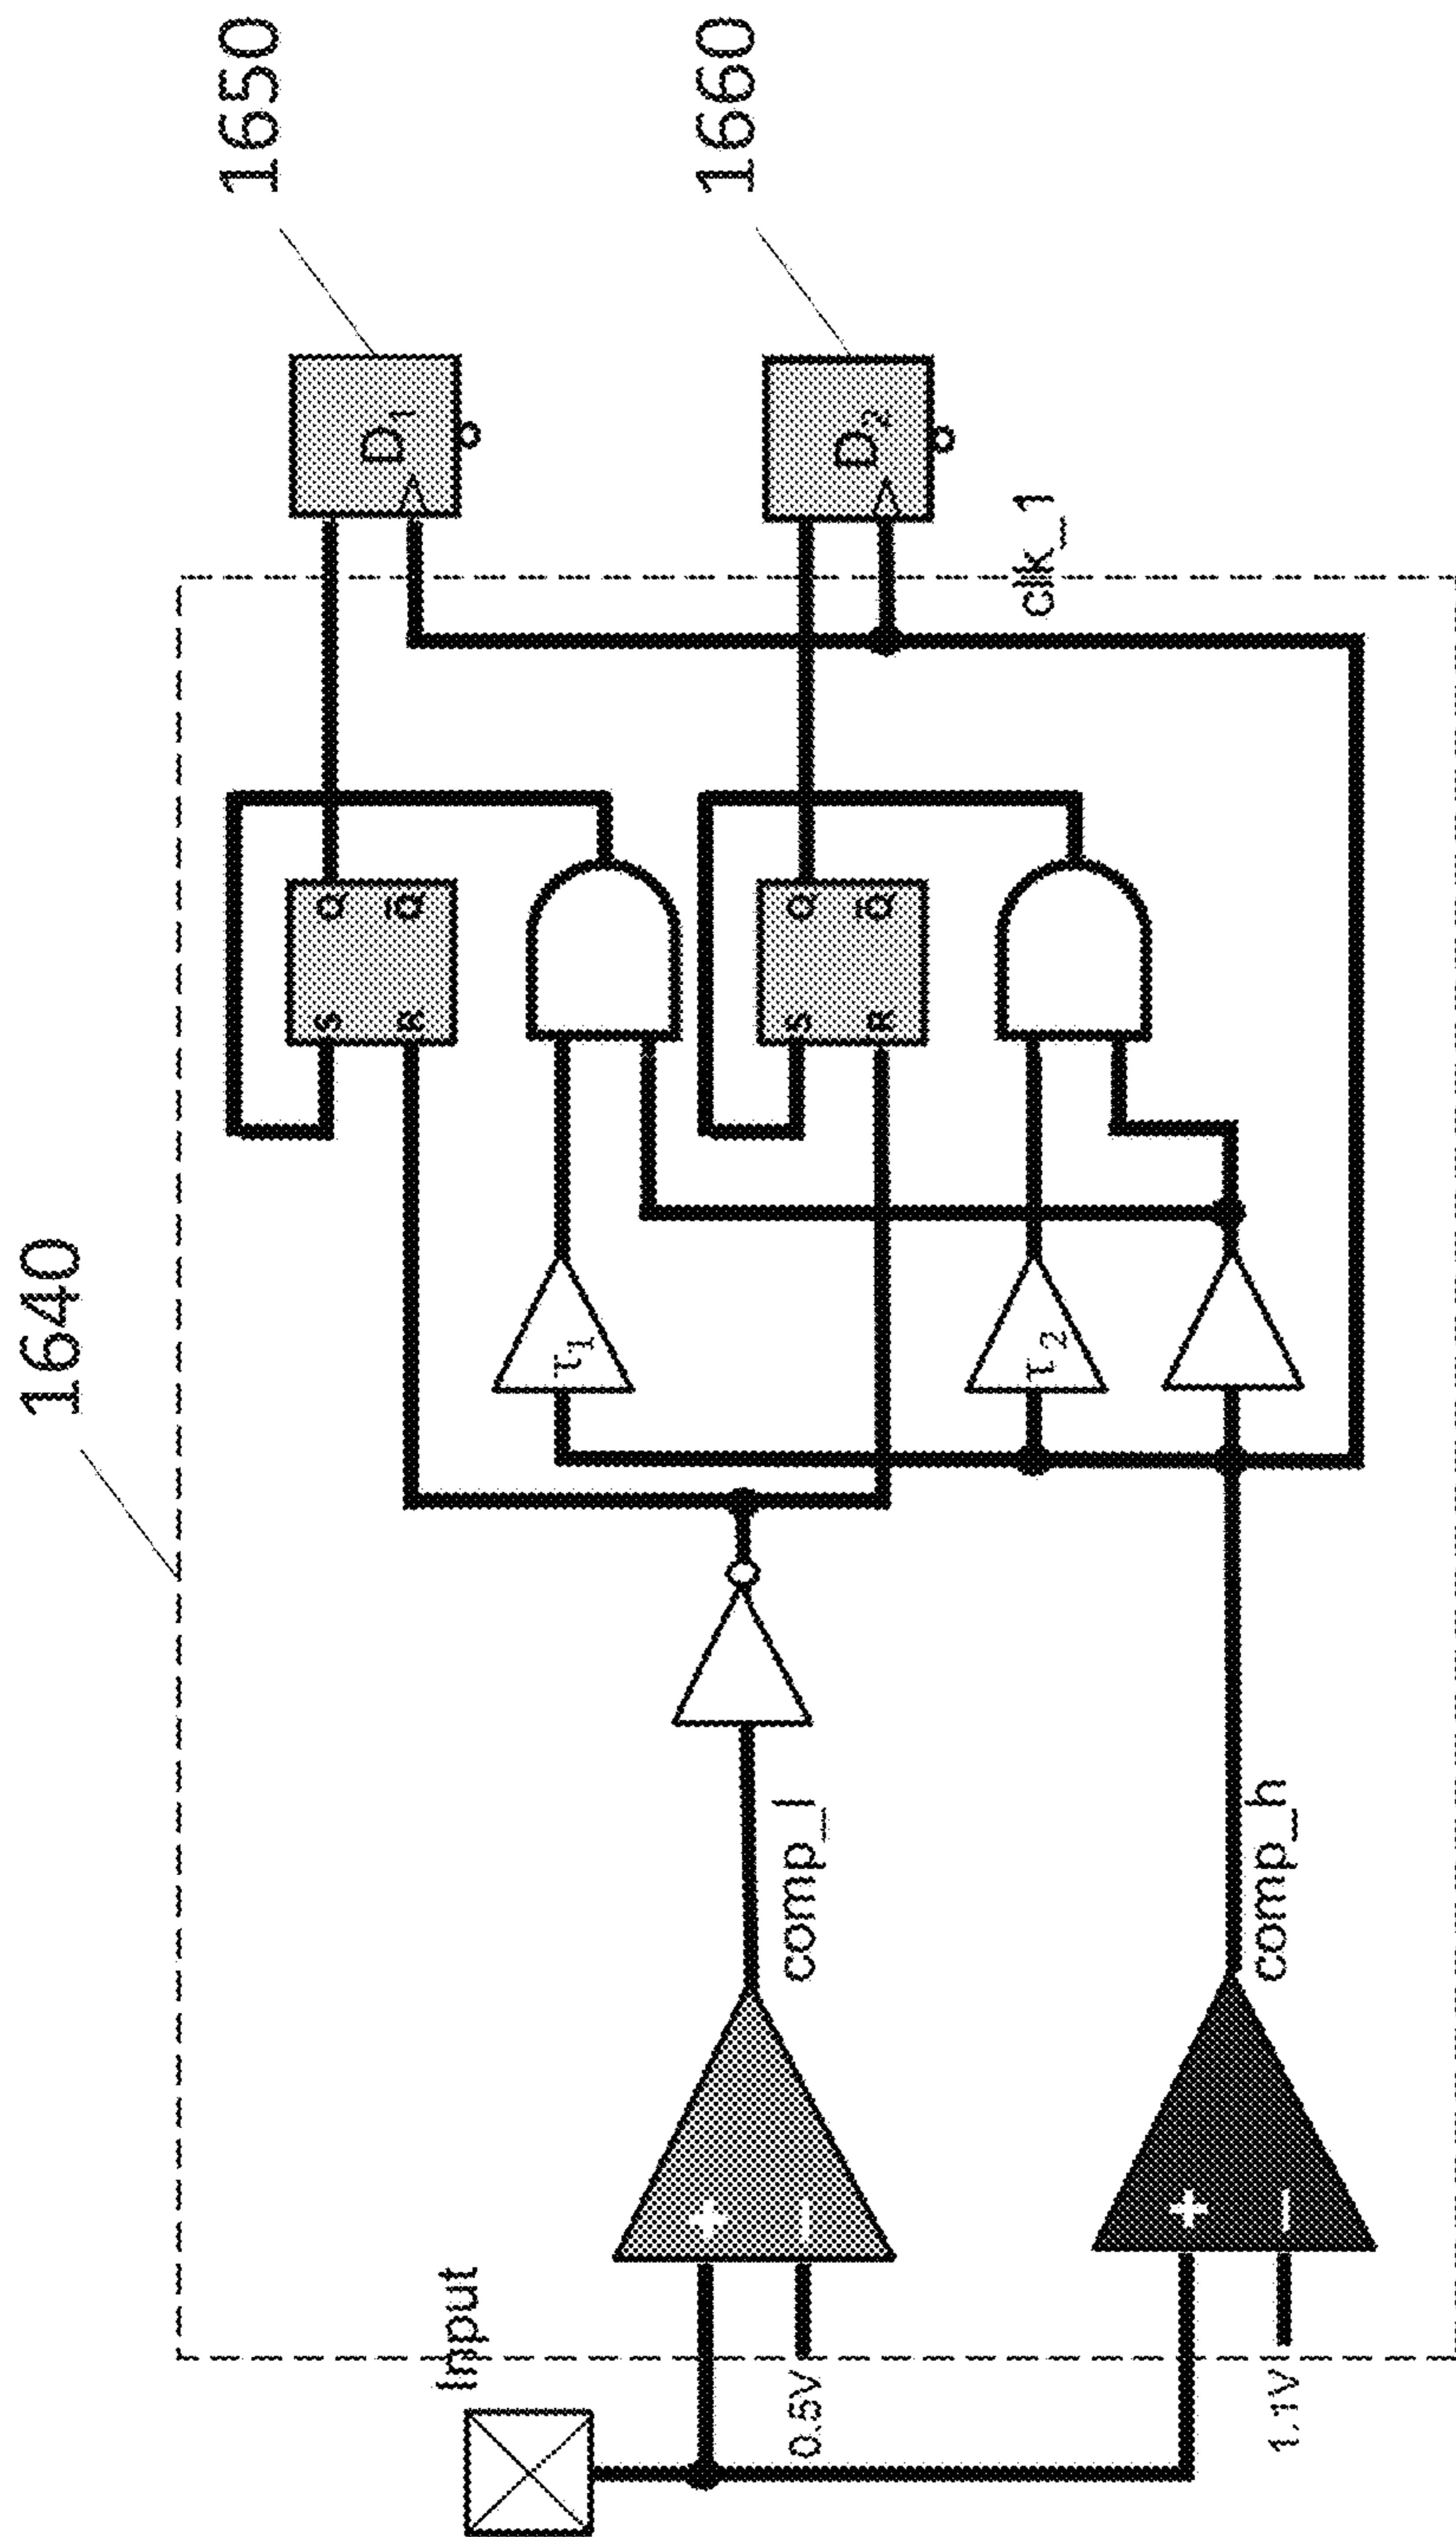 1640
1650
1660
Input
0.5V
1.1V
+
−
+
−
comp_l
comp_h
τ1
τ2
S
Q
R
Q̅
S
Q
R
Q̅
D1
D2
clk_1